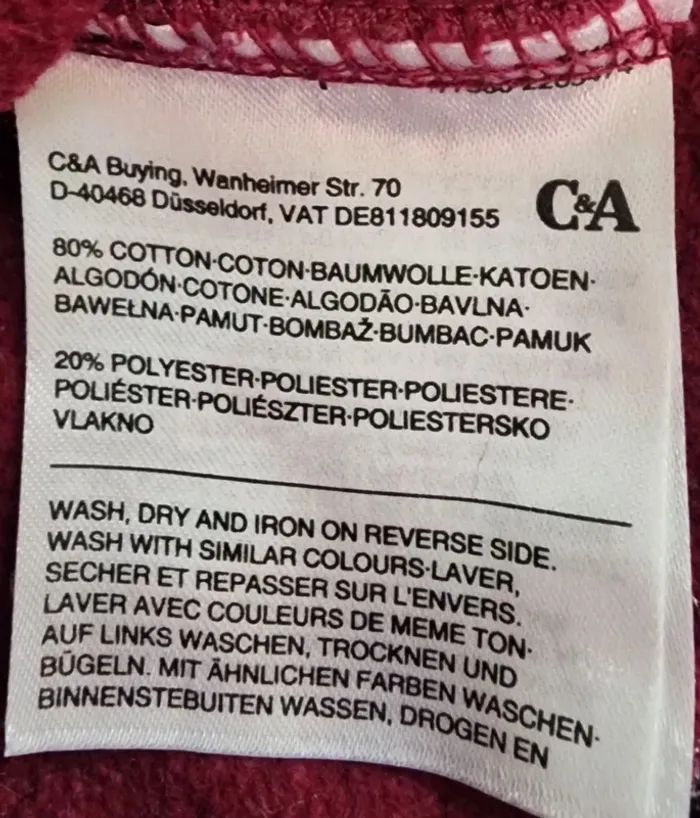 C&A Buying, Wanheimer Str. 70
D-40468 Düsseldorf, VAT DE811809155
C&A
80% COTTON·COTON·BAUMWOLLE·KATOEN·
ALGODÓN·COTONE·ALGODÃO·BAVLNA·
BAWEŁNA·PAMUT·BOMBAŽ·BUMBAC·PAMUK
20% POLYESTER·POLIESTER·POLIESTERE·
POLIÉSTER·POLIÉSZTER·POLIESTERSKO
VLAKNO
WASH, DRY AND IRON ON REVERSE SIDE.
WASH WITH SIMILAR COLOURS·LAVER,
SECHER ET REPASSER SUR L'ENVERS.
LAVER AVEC COULEURS DE MEME TON·
AUF LINKS WASCHEN, TROCKNEN UND
BÜGELN. MIT ÄHNLICHEN FARBEN WASCHEN·
BINNENSTEBUITEN WASSEN, DROGEN EN